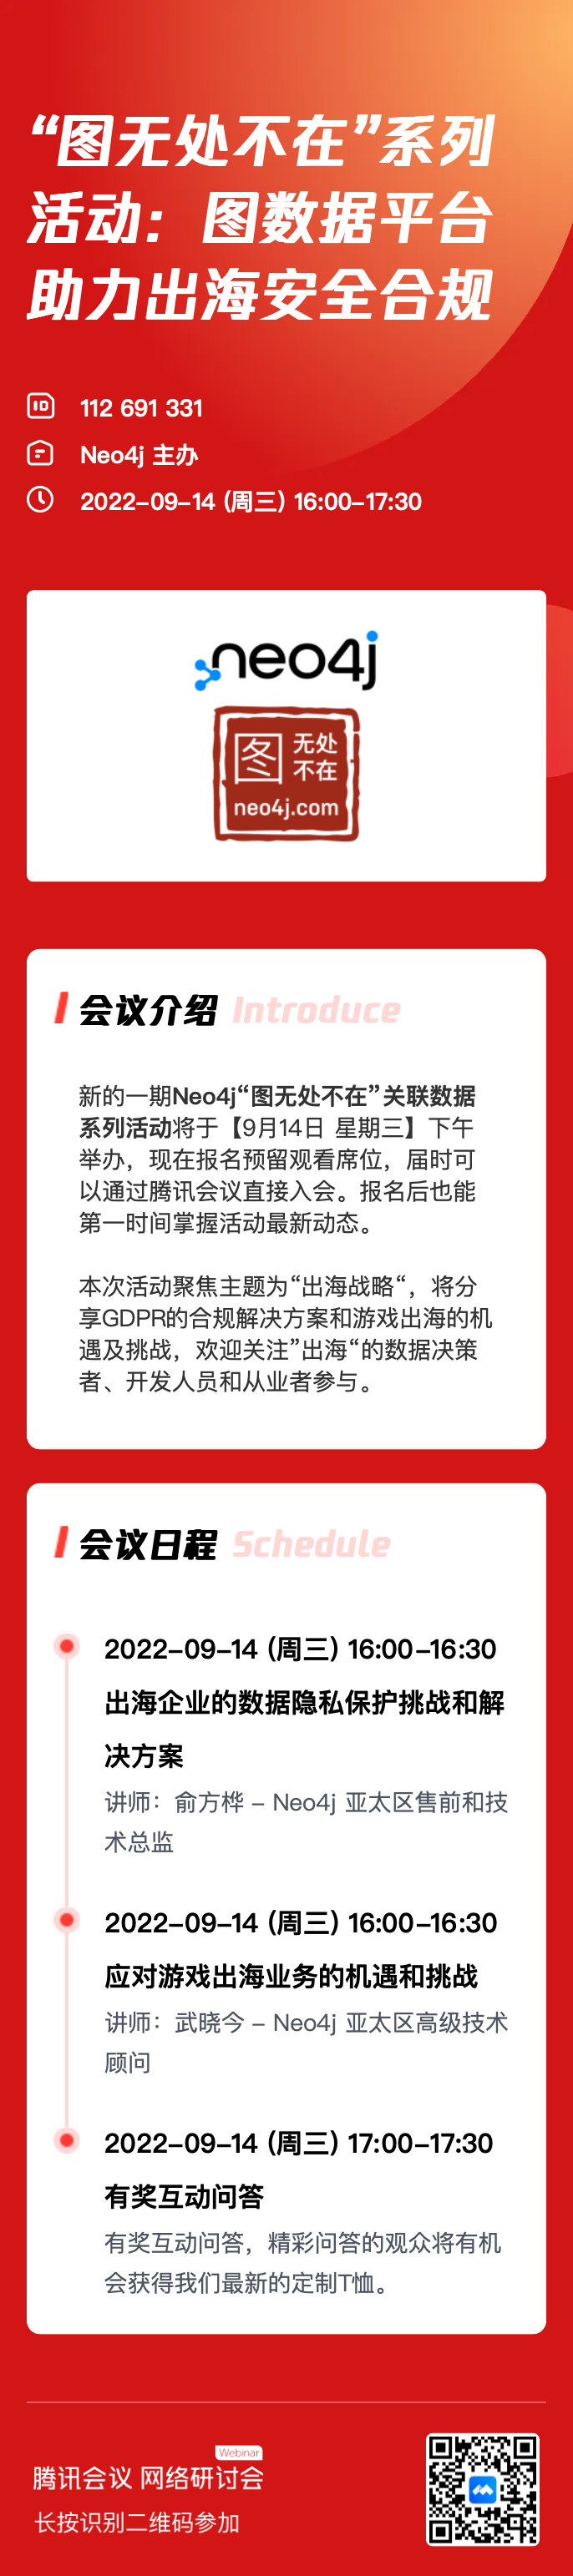 “图无处不在”系列
活动：图数据平台
助力出海安全合规
ID
112 691 331
Neo4j 主办
2022-09-14 (周三) 16:00-17:30
neo4j
图 无处
不在
neo4j.com
会议介绍 Introduce
新的一期Neo4j“图无处不在”关联数据
系列活动将于【9月14日 星期三】下午
举办，现在报名预留观看席位，届时可
以通过腾讯会议直接入会。报名后也能
第一时间掌握活动最新动态。
本次活动聚焦主题为“出海战略“，将分
享GDPR的合规解决方案和游戏出海的机
遇及挑战，欢迎关注”出海“的数据决策
者、开发人员和从业者参与。
会议日程 Schedule
2022-09-14 (周三) 16:00-16:30
出海企业的数据隐私保护挑战和解
决方案
讲师：俞方桦 - Neo4j 亚太区售前和技
术总监
2022-09-14 (周三) 16:00-16:30
应对游戏出海业务的机遇和挑战
讲师：武晓今 - Neo4j 亚太区高级技术
顾问
2022-09-14 (周三) 17:00-17:30
有奖互动问答
有奖互动问答，精彩问答的观众将有机
会获得我们最新的定制T恤。
Webinar
腾讯会议 网络研讨会
长按识别二维码参加